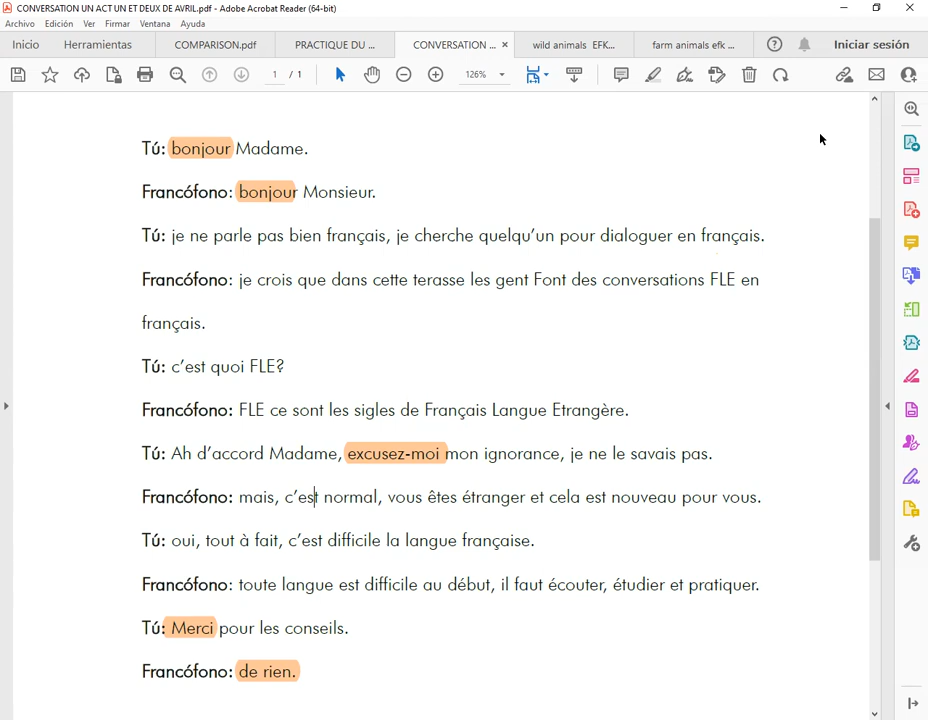 CONVERSATION UN ACT UN ET DEUX DE AVRIL.pdf - Adobe Acrobat Reader (64-bit)
Archivo Edición Ver Firmar Ventana Ayuda
Inicio Herramientas COMPARISON.pdf PRACTIQUE DU ... CONVERSATION ... × wild animals EFK... farm animals efk ... Iniciar sesión
1 / 1 126%
Tú: bonjour Madame.
Francófono: bonjour Monsieur.
Tú: je ne parle pas bien français, je cherche quelqu'un pour dialoguer en français.
Francófono: je crois que dans cette terasse les gent Font des conversations FLE en
français.
Tú: c'est quoi FLE?
Francófono: FLE ce sont les sigles de Français Langue Etrangère.
Tú: Ah d'accord Madame, excusez-moi mon ignorance, je ne le savais pas.
Francófono: mais, c'est normal, vous êtes étranger et cela est nouveau pour vous.
Tú: oui, tout à fait, c'est difficile la langue française.
Francófono: toute langue est difficile au début, il faut écouter, étudier et pratiquer.
Tú: Merci pour les conseils.
Francófono: de rien.